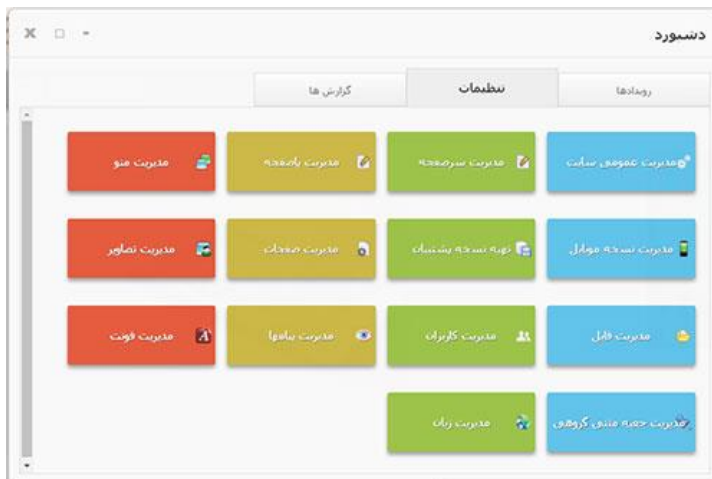 دشبورد
رویدادها
تنظیمات
گزارش ها
مدیریت عمومی سایت
مدیریت سرصفحه
مدیریت پاصفحه
مدیریت منو
مدیریت نسخه موبایل
تهیه نسخه پشتیبان
مدیریت صفحات
مدیریت تصاویر
مدیریت فایل
مدیریت کاربران
مدیریت پیامها
مدیریت فونت
مدیریت جعبه متنی گروهی
مدیریت زبان